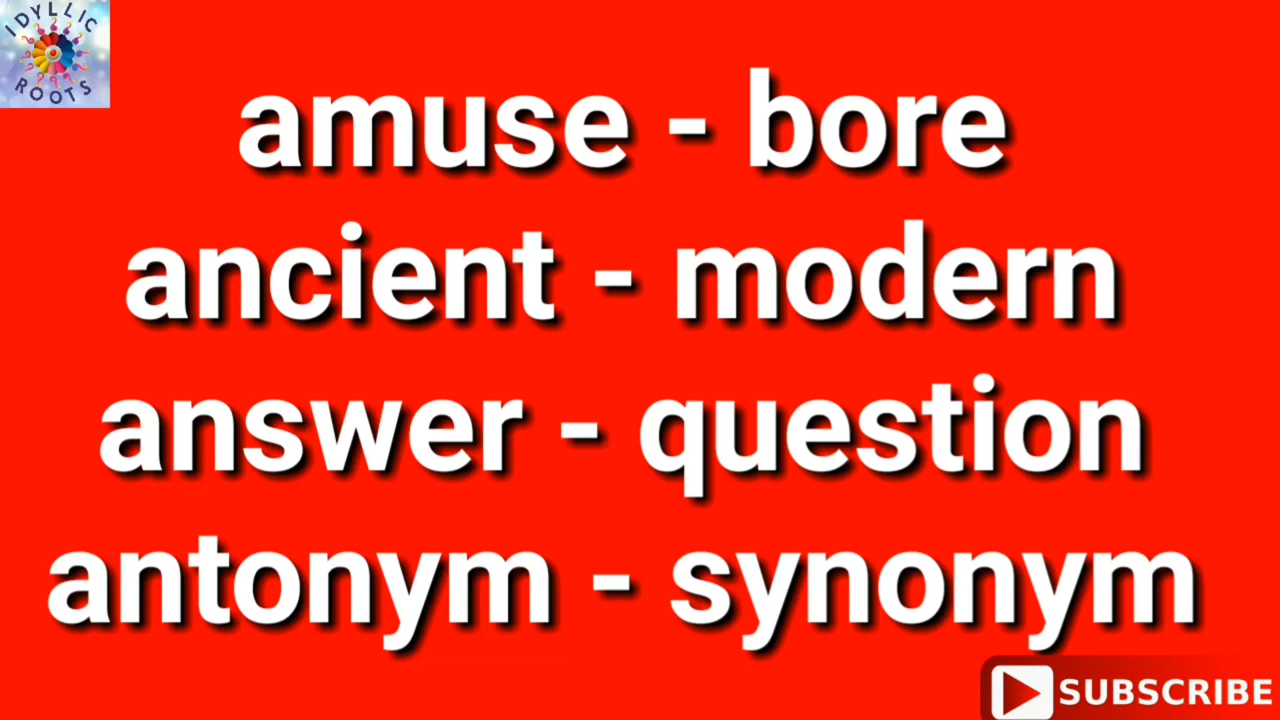 IDYLLIC
ROOTS
amuse - bore
ancient - modern
answer - question
antonym - synonym
SUBSCRIBE